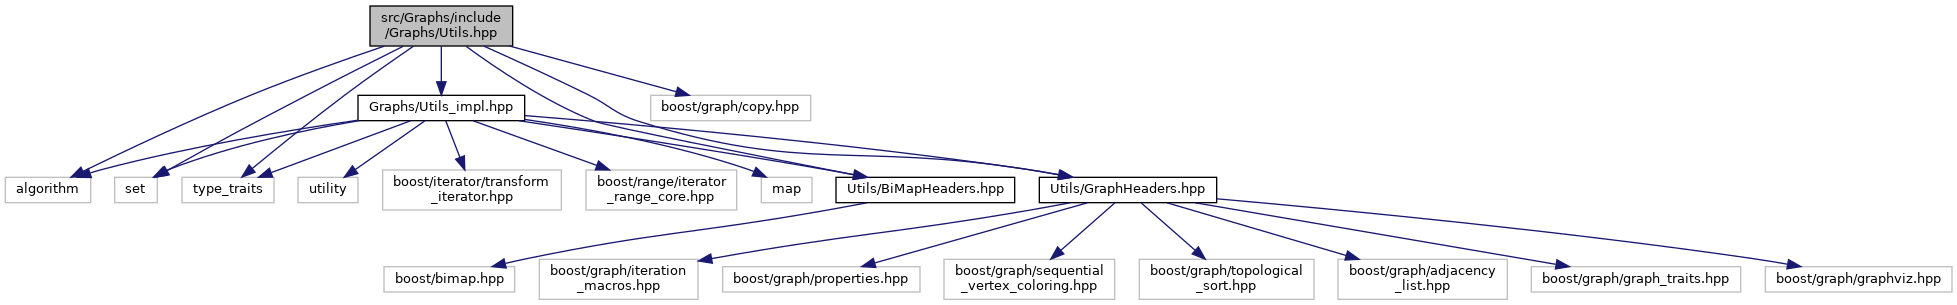 src/Graphs/include
/Graphs/Utils.hpp
Graphs/Utils_impl.hpp
boost/graph/copy.hpp
algorithm
set
type_traits
utility
boost/iterator/transform
_iterator.hpp
boost/range/iterator
_range_core.hpp
map
Utils/BiMapHeaders.hpp
Utils/GraphHeaders.hpp
boost/bimap.hpp
boost/graph/iteration
_macros.hpp
boost/graph/properties.hpp
boost/graph/sequential
_vertex_coloring.hpp
boost/graph/topological
_sort.hpp
boost/graph/adjacency
_list.hpp
boost/graph/graph_traits.hpp
boost/graph/graphviz.hpp